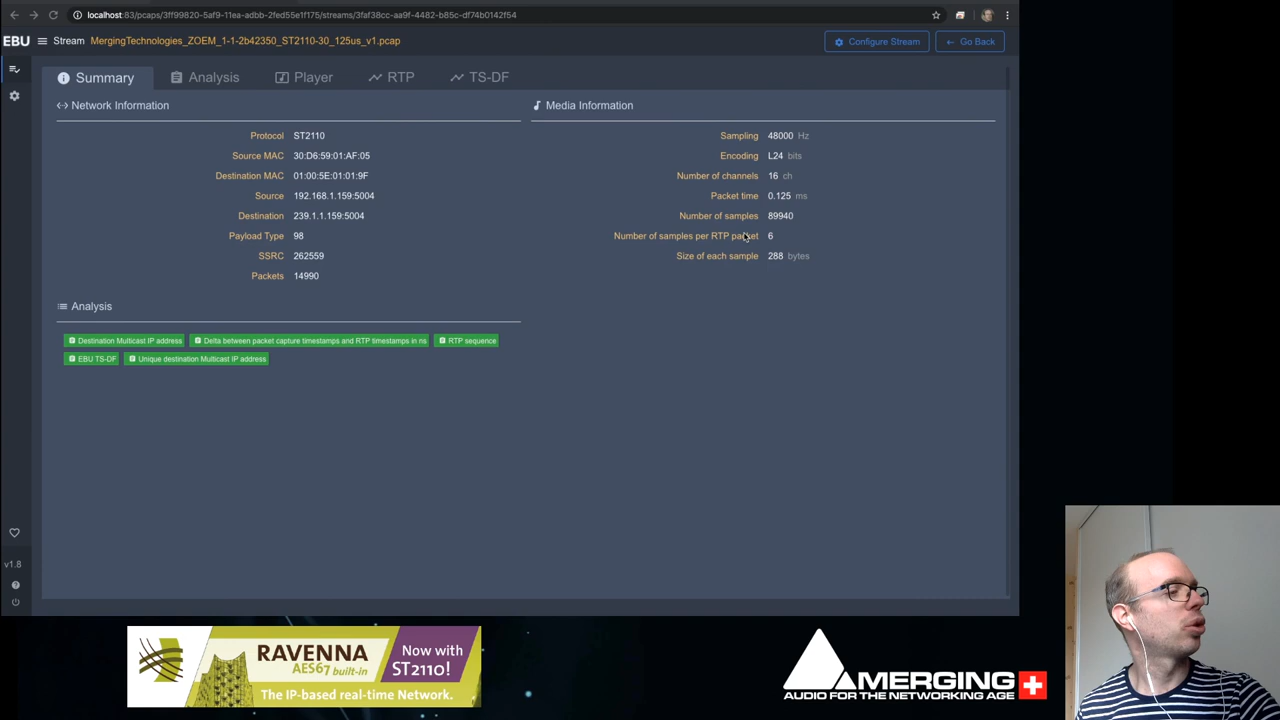 localhost:83/pcaps/3ff99820-5af9-11ea-adbb-2fed55e1f175/streams/3faf38cc-aa9f-4482-b85c-df74b0142f54
EBU Stream MergingTechnologies_ZOEM_1-1-2b42350_ST2110-30_125us_v1.pcap Configure Stream Go Back
Summary Analysis Player RTP TS-DF
Network Information
Protocol ST2110
Source MAC 30:D6:59:01:AF:05
Destination MAC 01:00:5E:01:01:9F
Source 192.168.1.159:5004
Destination 239.1.1.159:5004
Payload Type 98
SSRC 262559
Packets 14990
Media Information
Sampling 48000 Hz
Encoding L24 bits
Number of channels 16 ch
Packet time 0.125 ms
Number of samples 89940
Number of samples per RTP packet 6
Size of each sample 288 bytes
Analysis
Destination Multicast IP address Delta between packet capture timestamps and RTP timestamps in ns RTP sequence
EBU TS-DF Unique destination Multicast IP address
v1.8
RAVENNA
AES67 built-in
Now with
ST2110!
The IP-based real-time Network.
MERGING
AUDIO FOR THE NETWORKING AGE